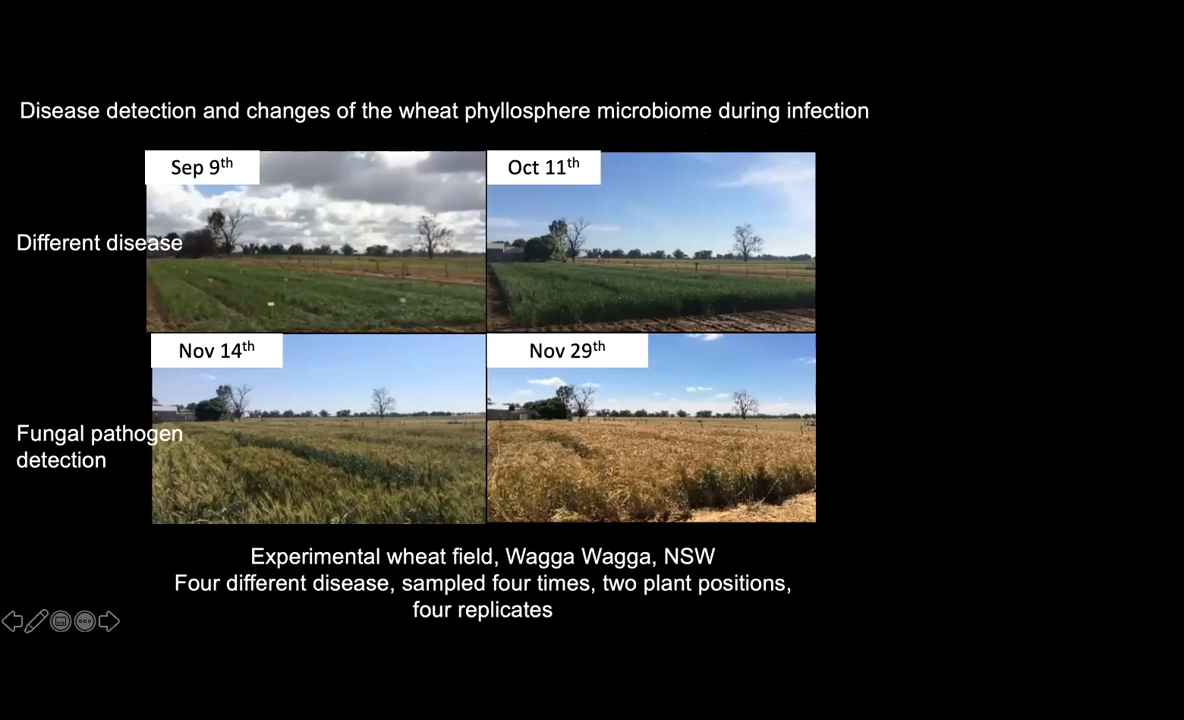 Disease detection and changes of the wheat phyllosphere microbiome during infection
Sep 9th
Oct 11th
Different disease
Nov 14th
Nov 29th
Fungal pathogen
detection
Experimental wheat field, Wagga Wagga, NSW
Four different disease, sampled four times, two plant positions,
four replicates